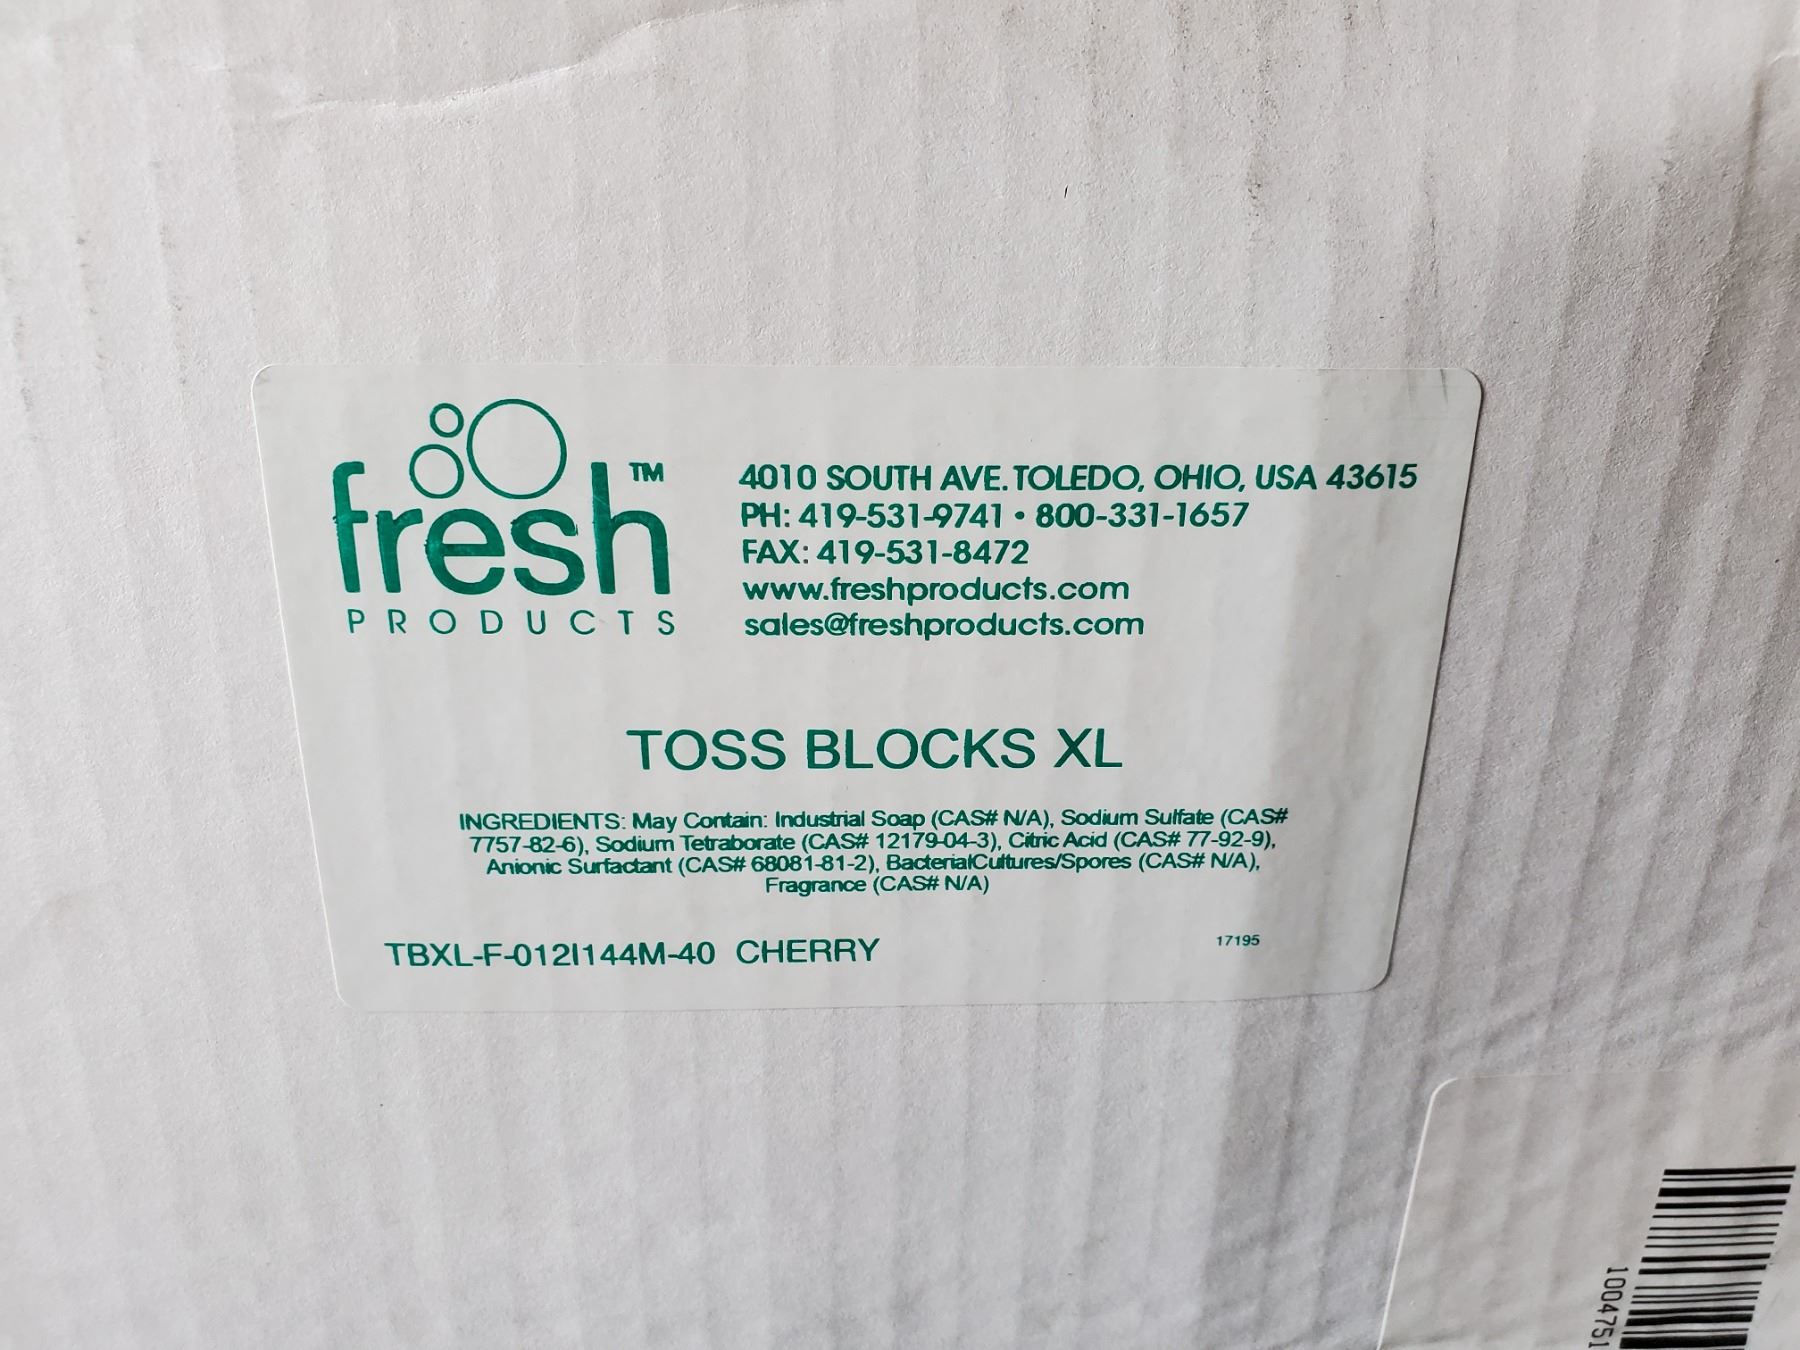 fresh™
PRODUCTS
4010 SOUTH AVE. TOLEDO, OHIO, USA 43615
PH: 419-531-9741 • 800-331-1657
FAX: 419-531-8472
www.freshproducts.com
sales@freshproducts.com
TOSS BLOCKS XL
INGREDIENTS: May Contain: Industrial Soap (CAS# N/A), Sodium Sulfate (CAS#
7757-82-6), Sodium Tetraborate (CAS# 12179-04-3), Citric Acid (CAS# 77-92-9),
Anionic Surfactant (CAS# 68081-81-2), BacterialCultures/Spores (CAS# N/A),
Fragrance (CAS# N/A)
TBXL-F-012I144M-40 CHERRY
17195
1004751